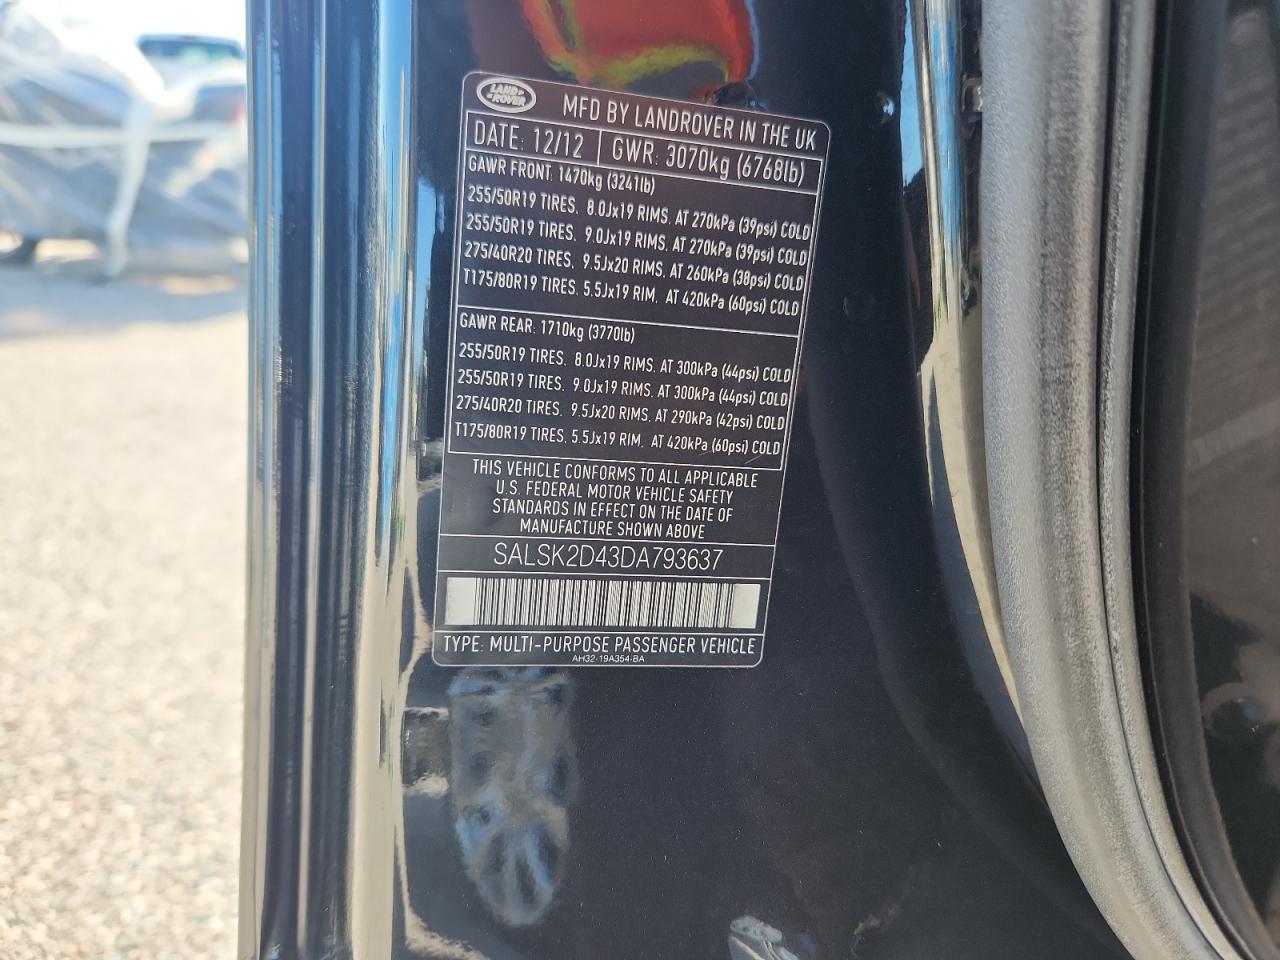 LAND ROVER
MFD BY LANDROVER IN THE UK
DATE: 12/12 GWR: 3070kg (6768lb)
GAWR FRONT: 1470kg (3241lb)
255/50R19 TIRES. 8.0Jx19 RIMS. AT 270kPa (39psi) COLD
255/50R19 TIRES. 9.0Jx19 RIMS. AT 270kPa (39psi) COLD
275/40R20 TIRES. 9.5Jx20 RIMS. AT 260kPa (38psi) COLD
T175/80R19 TIRES. 5.5Jx19 RIM. AT 420kPa (60psi) COLD
GAWR REAR: 1710kg (3770lb)
255/50R19 TIRES. 8.0Jx19 RIMS. AT 300kPa (44psi) COLD
255/50R19 TIRES. 9.0Jx19 RIMS. AT 300kPa (44psi) COLD
275/40R20 TIRES. 9.5Jx20 RIMS. AT 290kPa (42psi) COLD
T175/80R19 TIRES. 5.5Jx19 RIM. AT 420kPa (60psi) COLD
THIS VEHICLE CONFORMS TO ALL APPLICABLE
U.S. FEDERAL MOTOR VEHICLE SAFETY
STANDARDS IN EFFECT ON THE DATE OF
MANUFACTURE SHOWN ABOVE
SALSK2D43DA793637
TYPE: MULTI-PURPOSE PASSENGER VEHICLE
AH32-19A354-BA